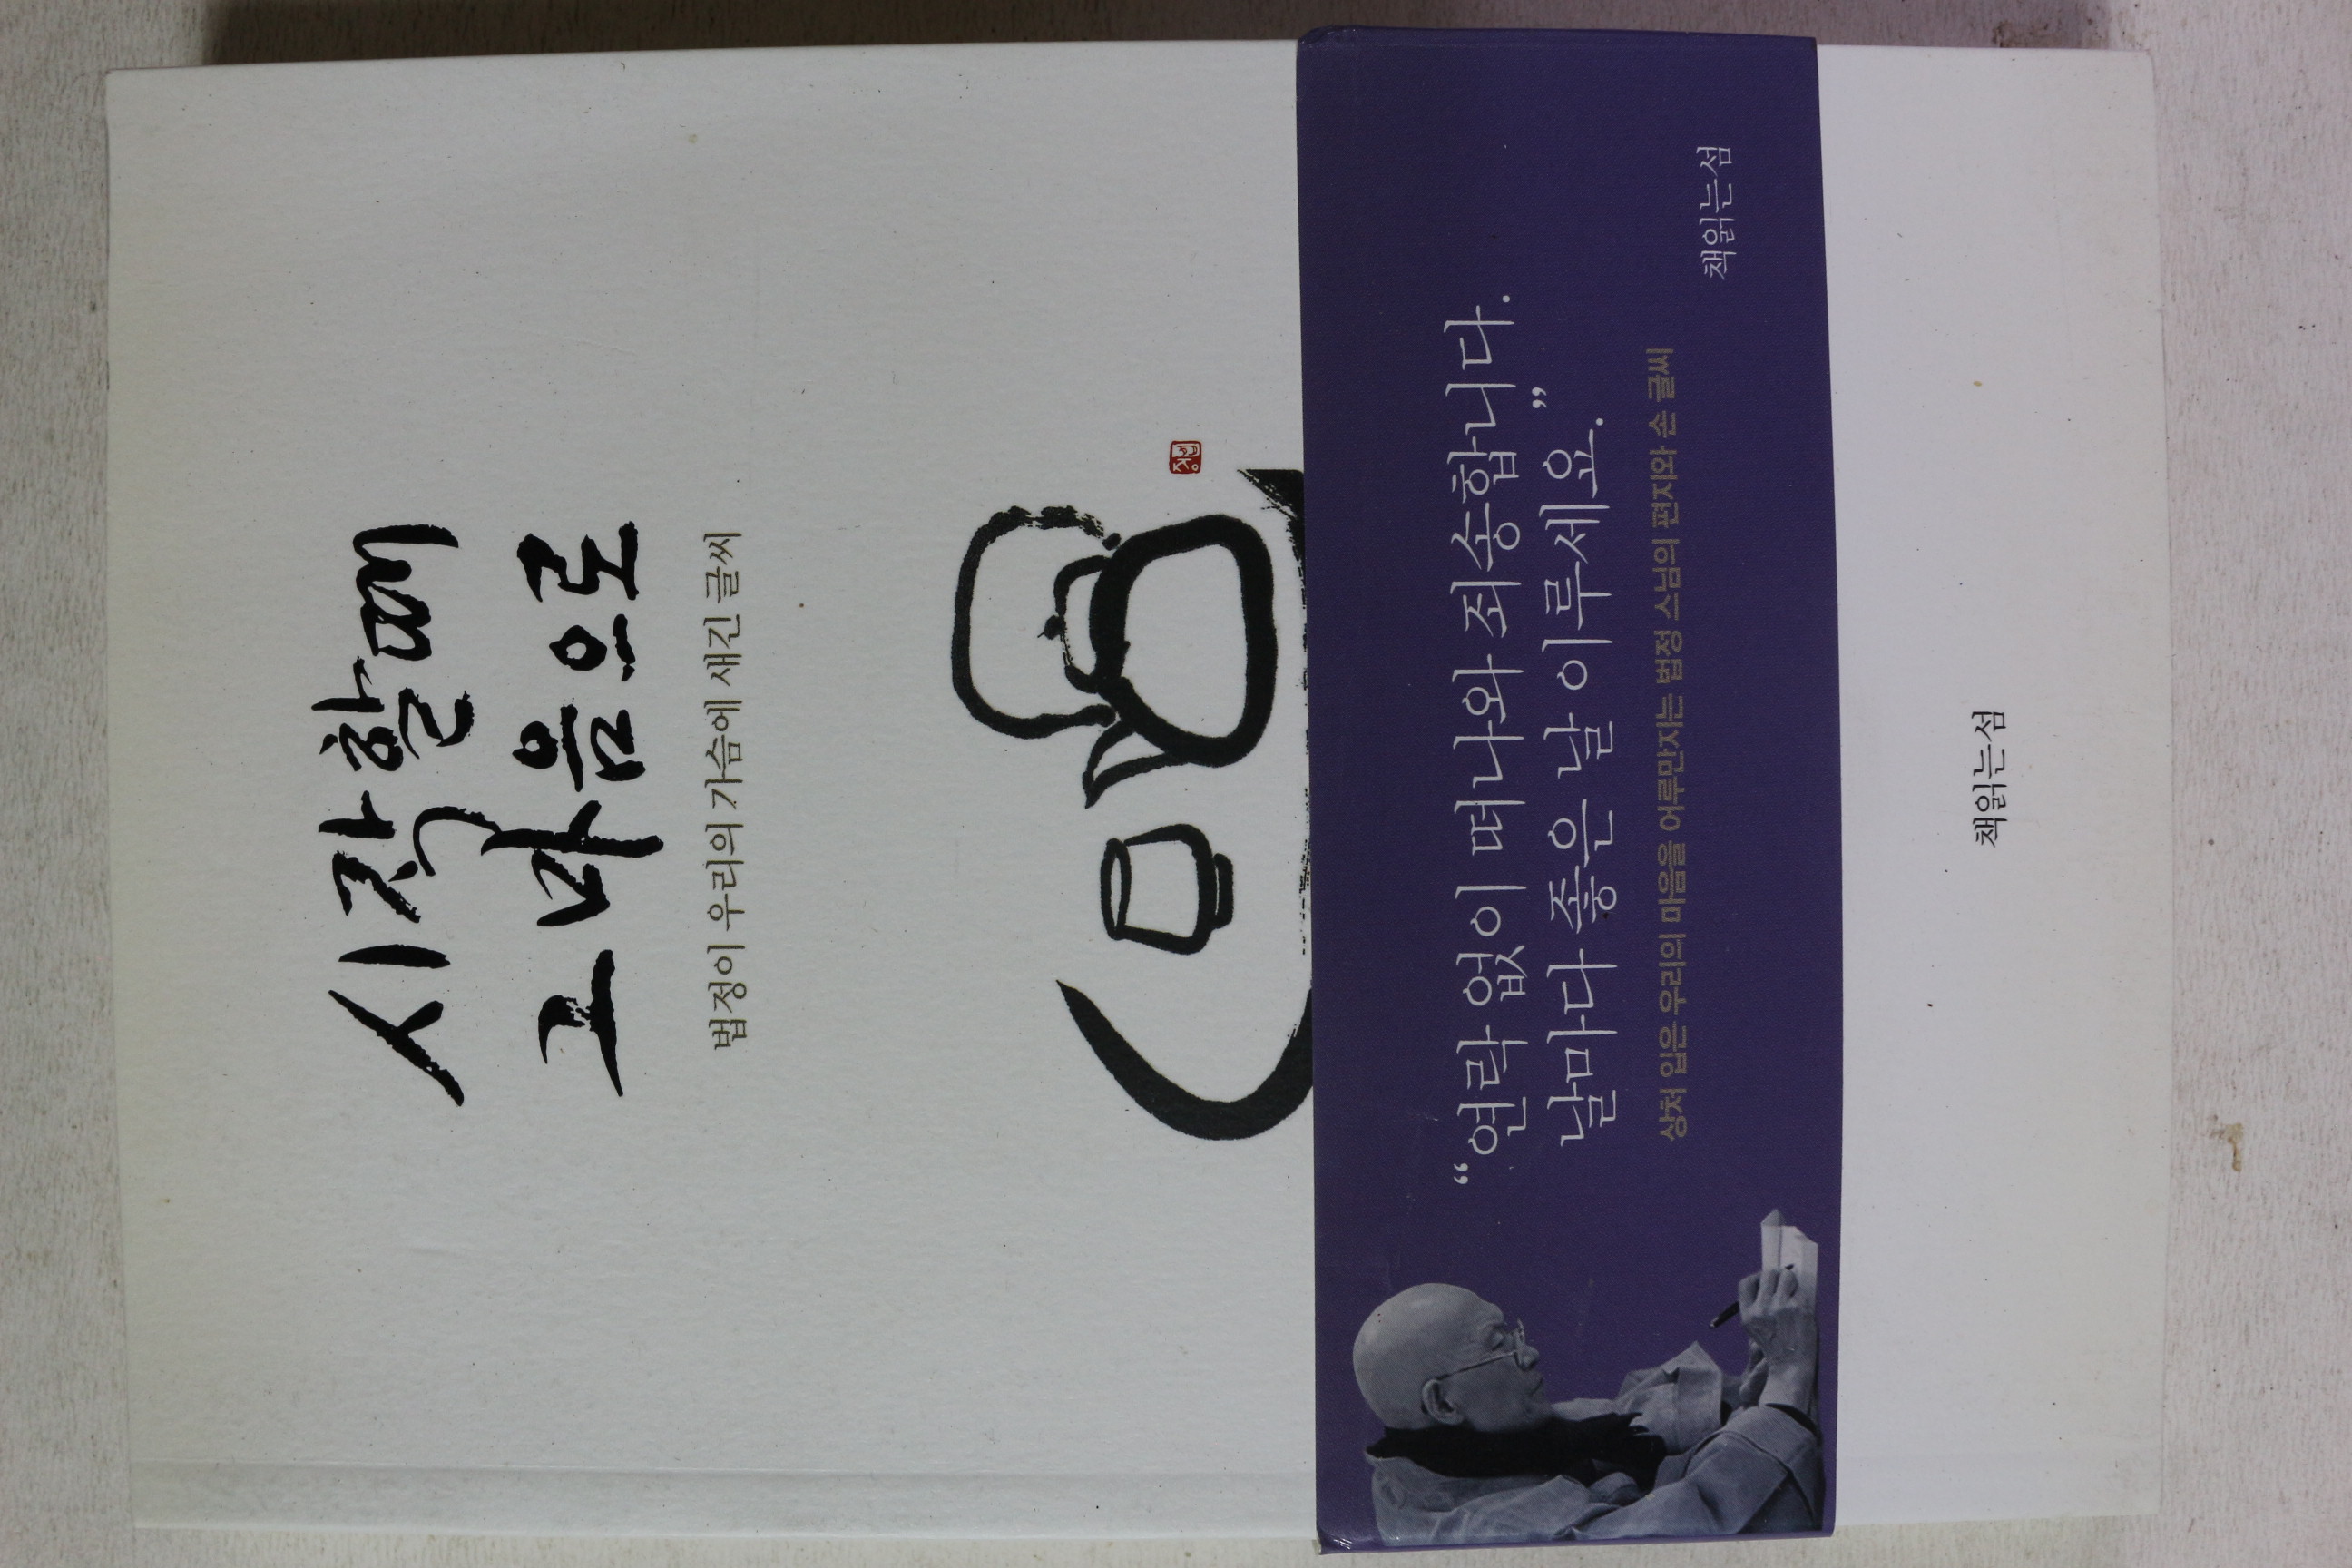 시작할 때
그 마음으로
법정이 우리의 가슴에 새긴 글씨
“연락 없이 떠나와 죄송합니다.
날마다 좋은 날 이루세요.”
상처 입은 우리의 마음을 어루만지는 법정 스님의 편지와 손 글씨
책읽는섬
책읽는섬